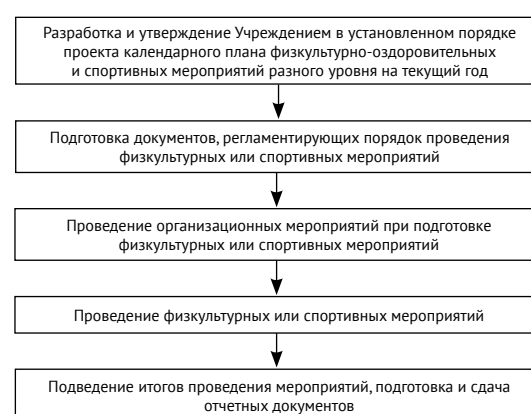 Разработка и утверждение Учреждением в установленном порядке
проекта календарного плана физкультурно-оздоровительных
и спортивных мероприятий разного уровня на текущий год
Подготовка документов, регламентирующих порядок проведения
физкультурных или спортивных мероприятий
Проведение организационных мероприятий при подготовке
физкультурных или спортивных мероприятий
Проведение физкультурных или спортивных мероприятий
Подведение итогов проведения мероприятий, подготовка и сдача
отчетных документов